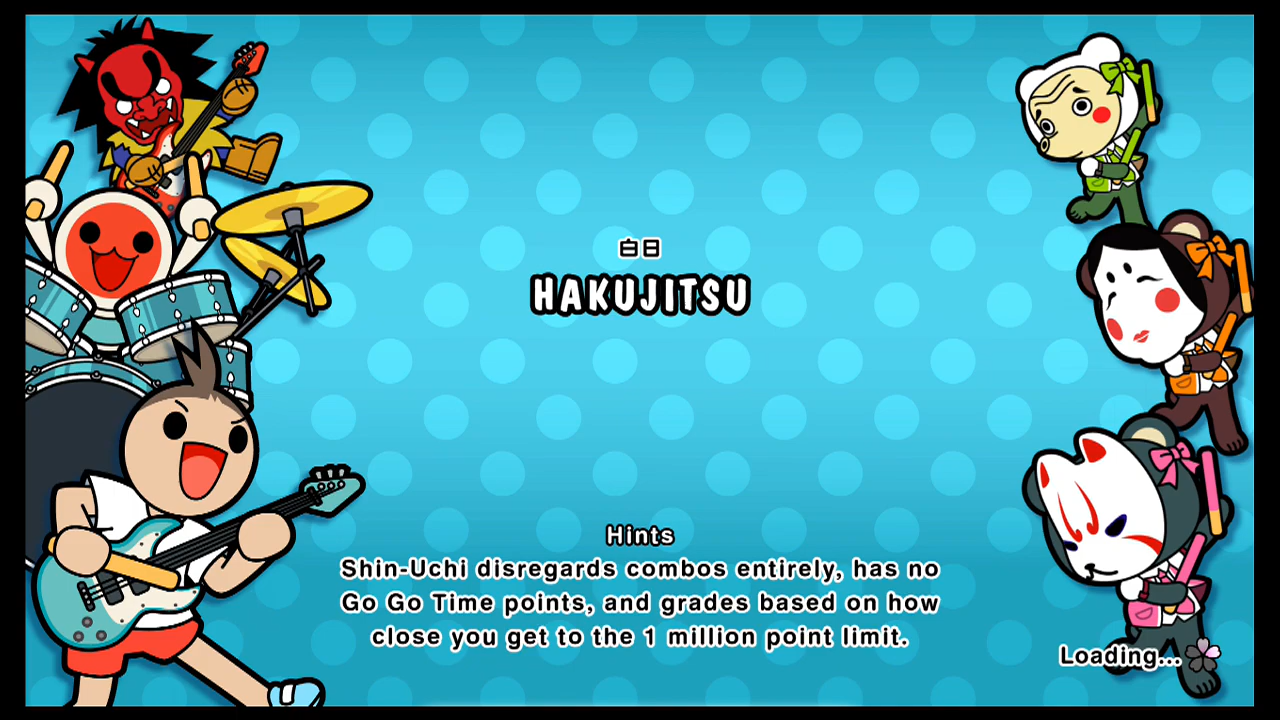 白日
HAKUJITSU
Hints
Shin-Uchi disregards combos entirely, has no
Go Go Time points, and grades based on how
close you get to the 1 million point limit.
Loading...